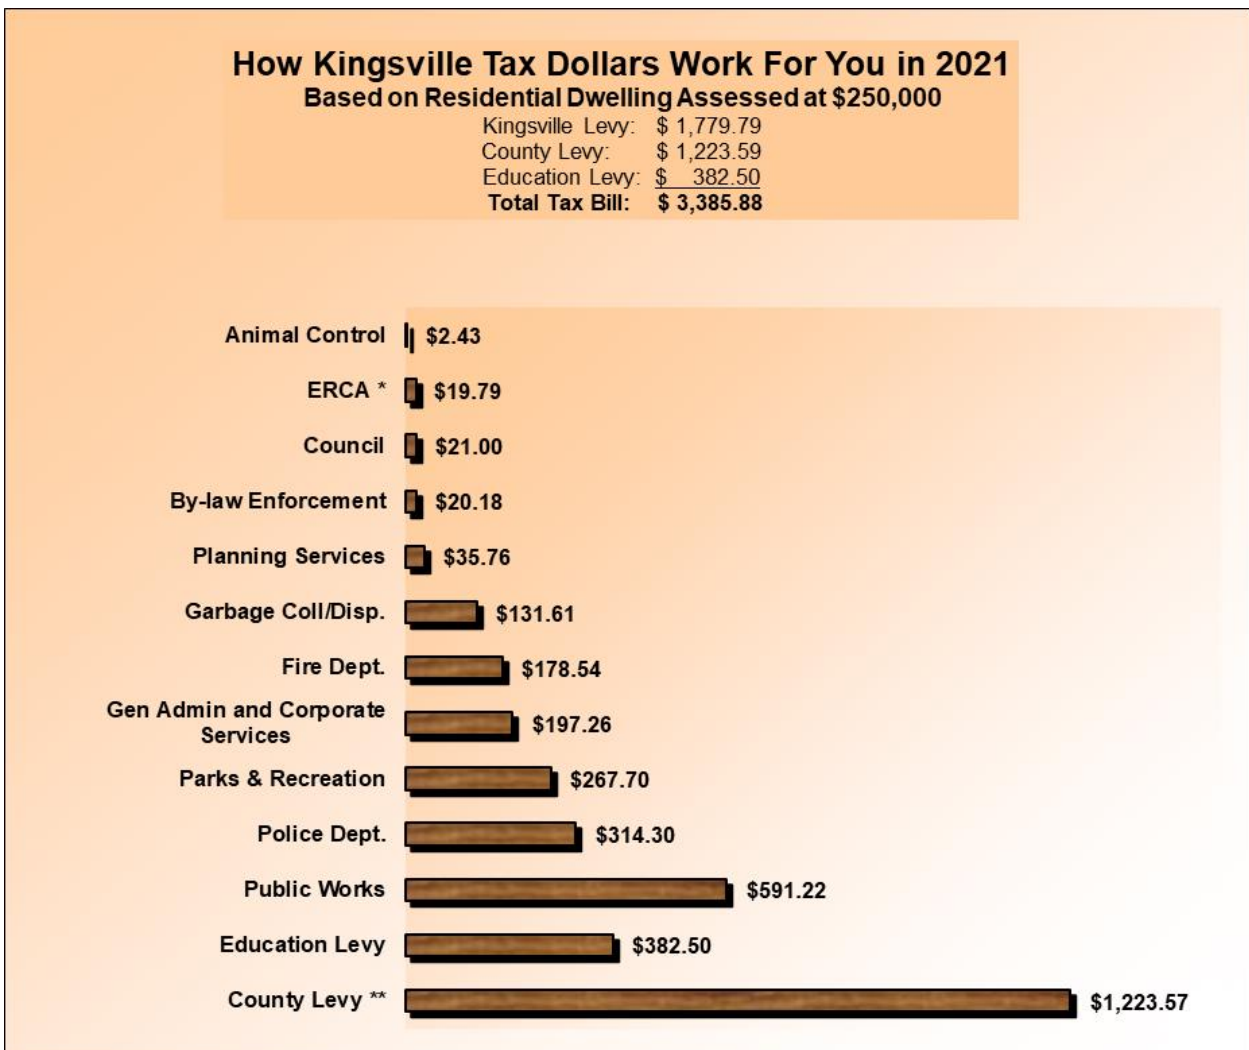 How Kingsville Tax Dollars Work For You in 2021
Based on Residential Dwelling Assessed at $250,000
Kingsville Levy: $ 1,779.79
County Levy: $ 1,223.59
Education Levy: $ 382.50
Total Tax Bill: $ 3,385.88
Animal Control $2.43
ERCA * $19.79
Council $21.00
By-law Enforcement $20.18
Planning Services $35.76
Garbage Coll/Disp. $131.61
Fire Dept. $178.54
Gen Admin and Corporate
Services $197.26
Parks & Recreation $267.70
Police Dept. $314.30
Public Works $591.22
Education Levy $382.50
County Levy ** $1,223.57